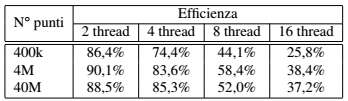 N° punti Efficienza
2 thread 4 thread 8 thread 16 thread
400k 86,4% 74,4% 44,1% 25,8%
4M 90,1% 83,6% 58,4% 38,4%
40M 88,5% 85,3% 52,0% 37,2%